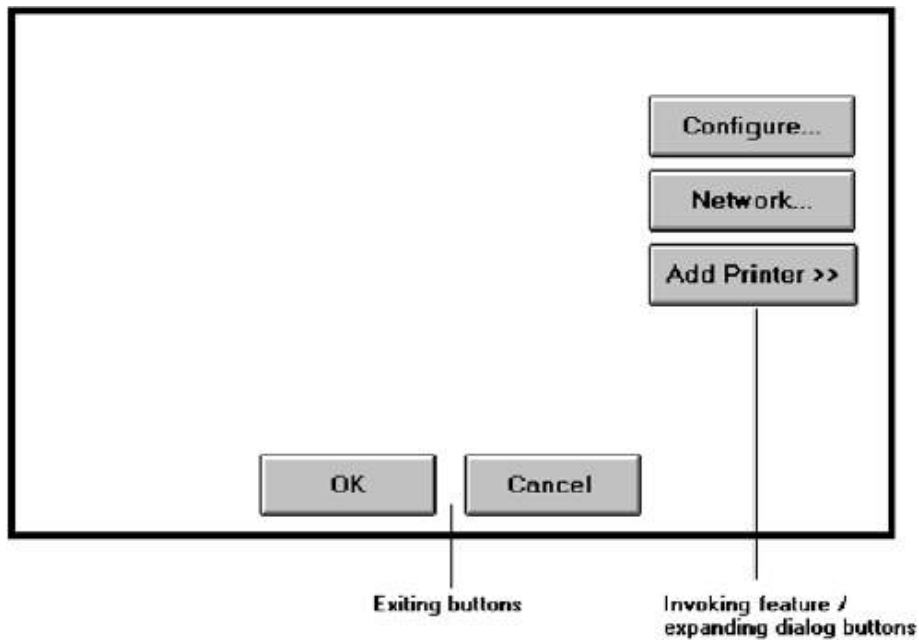 Configure...
Network...
Add Printer >>
OK
Cancel
Exiting buttons
Invoking feature /
expanding dialog buttons